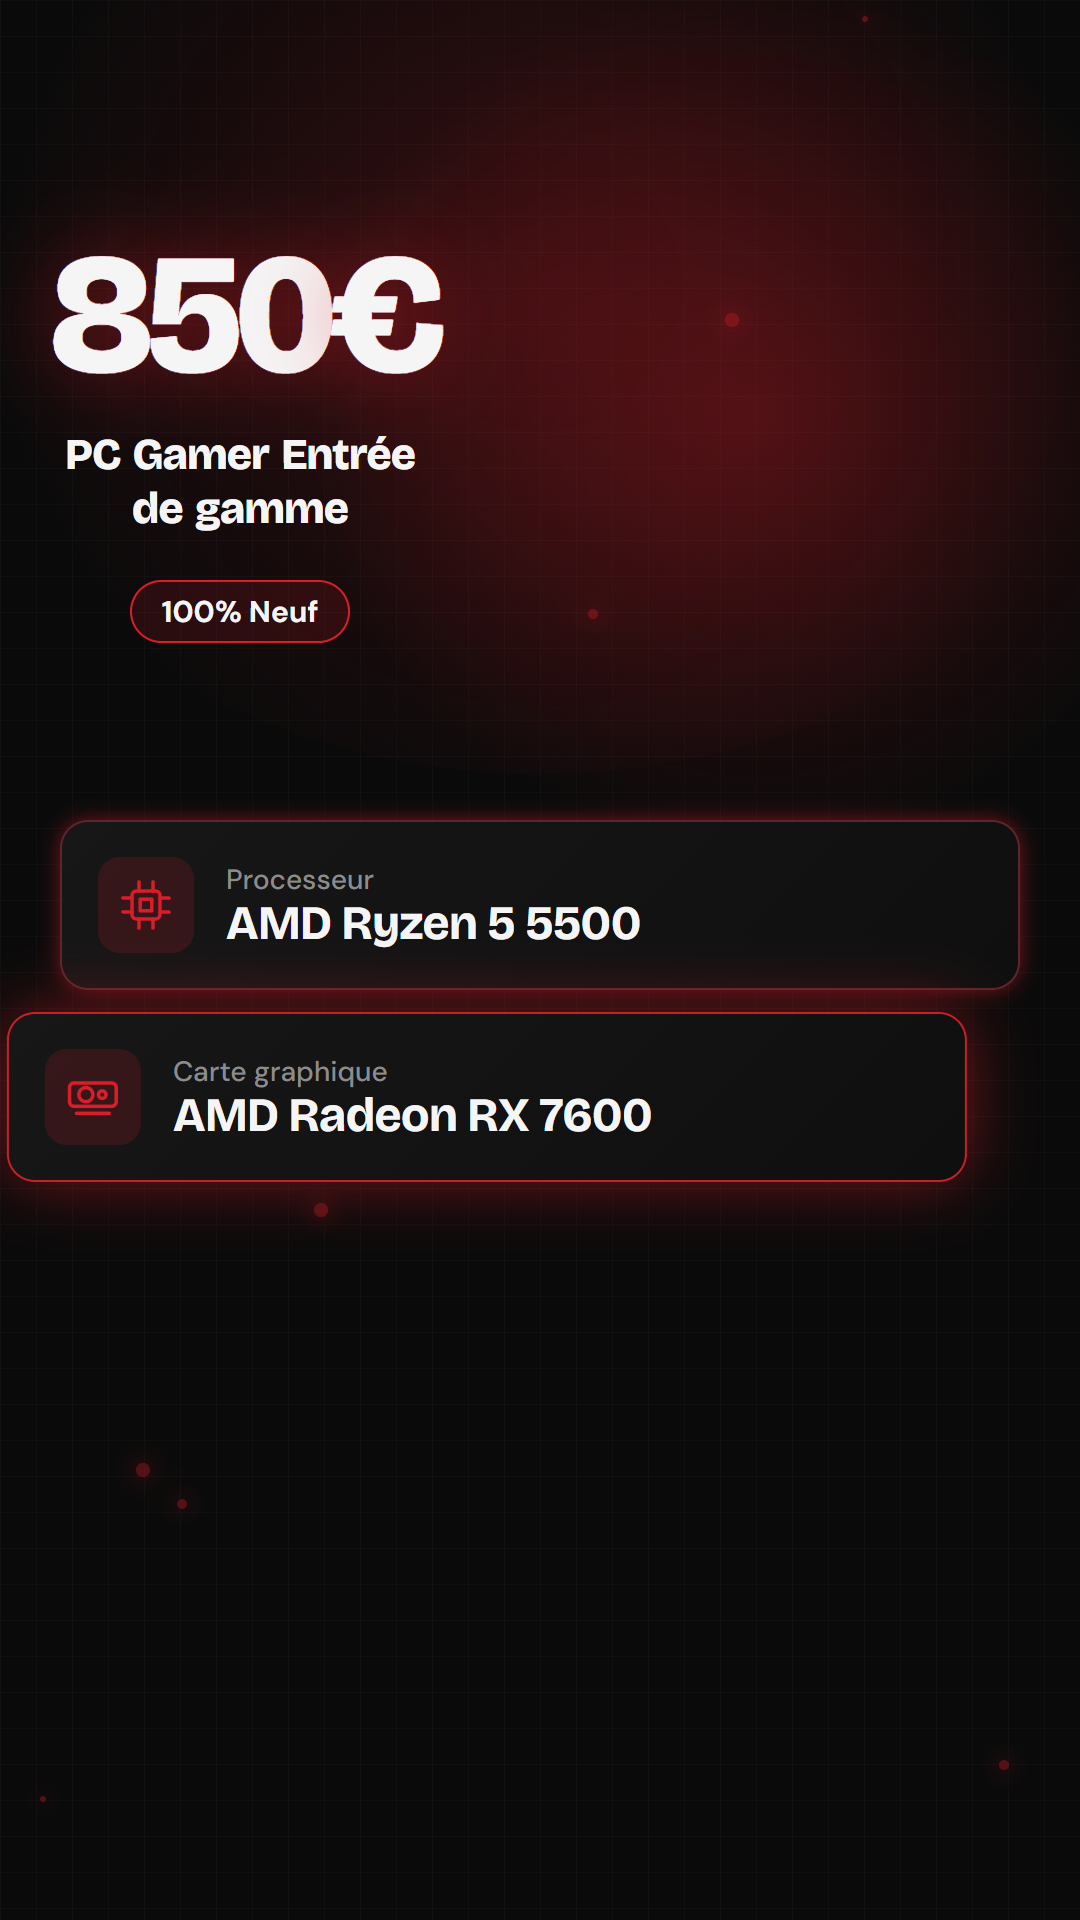 850€
PC Gamer Entrée
de gamme
100% Neuf
Processeur
AMD Ryzen 5 5500
Carte graphique
AMD Radeon RX 7600